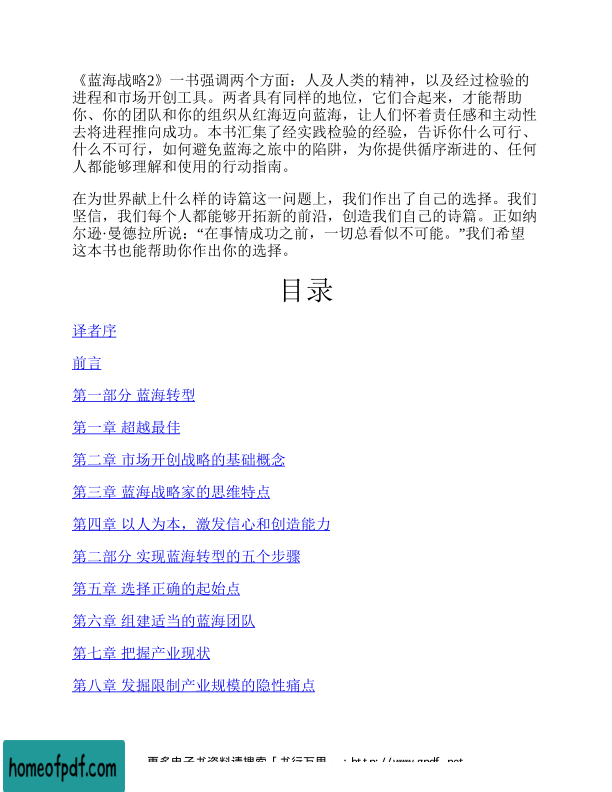 《蓝海战略2》一书强调两个方面：人及人类的精神，以及经过检验的
进程和市场开创工具。两者具有同样的地位，它们合起来，才能帮助
你、你的团队和你的组织从红海迈向蓝海，让人们怀着责任感和主动性
去将进程推向成功。本书汇集了经实践检验的经验，告诉你什么可行、
什么不可行，如何避免蓝海之旅中的陷阱，为你提供循序渐进的、任何
人都能够理解和使用的行动指南。
在为世界献上什么样的诗篇这一问题上，我们作出了自己的选择。我们
坚信，我们每个人都能够开拓新的前沿，创造我们自己的诗篇。正如纳
尔逊·曼德拉所说：“在事情成功之前，一切总看似不可能。”我们希望
这本书也能帮助你作出你的选择。
目录
译者序
前言
第一部分 蓝海转型
第一章 超越最佳
第二章 市场开创战略的基础概念
第三章 蓝海战略家的思维特点
第四章 以人为本，激发信心和创造能力
第二部分 实现蓝海转型的五个步骤
第五章 选择正确的起始点
第六章 组建适当的蓝海团队
第七章 把握产业现状
第八章 发掘限制产业规模的隐性痛点
更多电子书资料请搜索「书行万里
homeofpdf.com